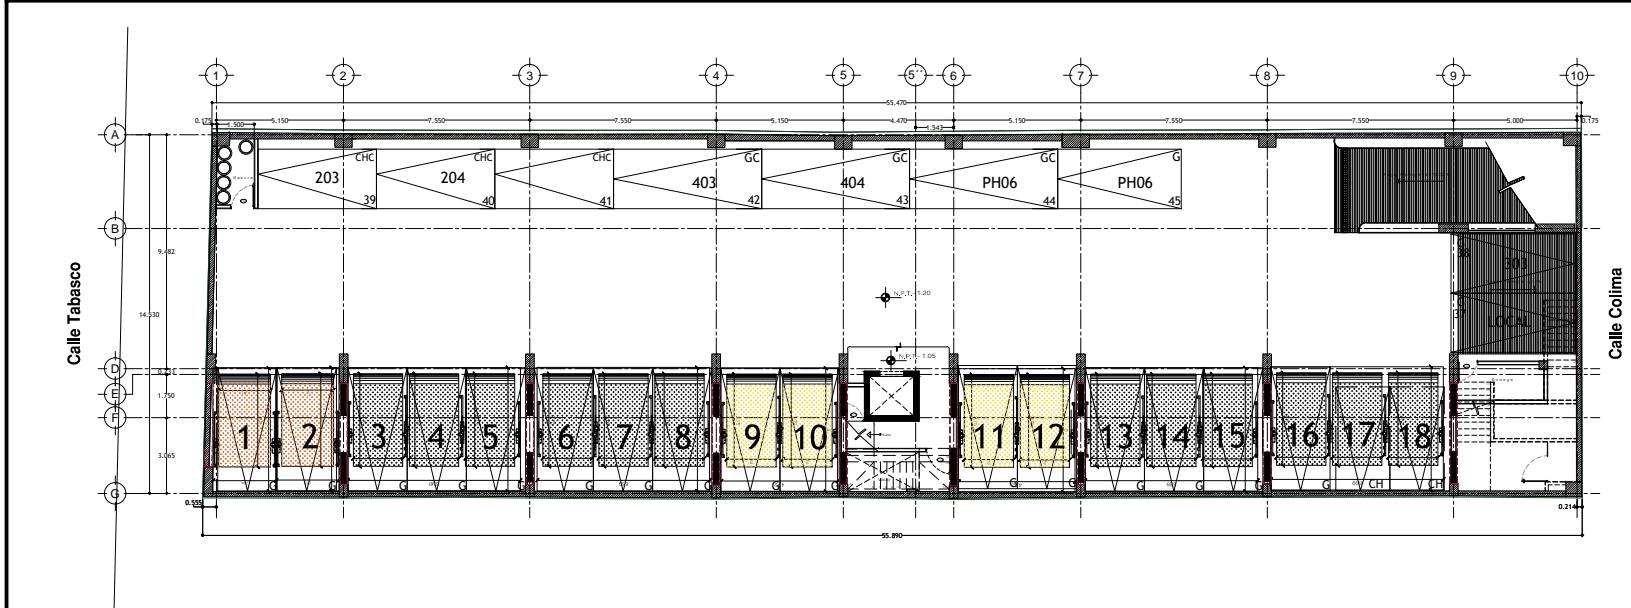 1 2 3 4 5 5´´ 6 7 8 9 10
55.470
0.175 1.500 5.150 7.550 7.550 5.150 4.470 1.543 5.150 7.550 7.550 5.000 0.175
A
CHC CHC CHC GC GC GC G
203 204 403 404 PH06 PH06
39 40 41 42 43 44 45
B
9.482
38
303
Calle Tabasco
Calle Colima
N.P.T. -1.20
14.530
37
LOCAL
N.P.T. - 1.05
D
E
1.750
F
1 2 3 4 5 6 7 8 9 10 11 12 13 14 15 16 17 18
3.065
G G G G G G G G G G G G G G G G CH CH
G
0.555
0.214
55.890